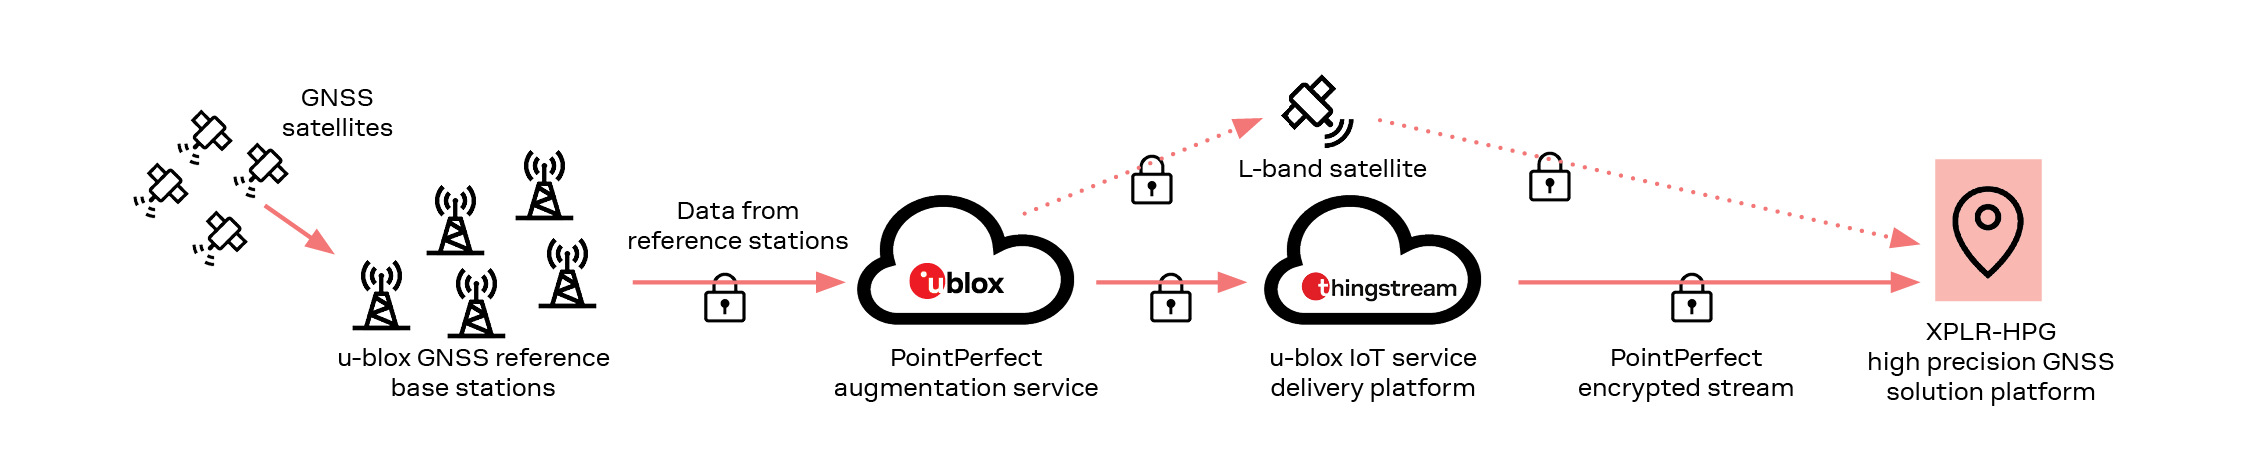 GNSS
satellites
Data from
reference stations
L-band satellite
ublox
thingstream
u-blox GNSS reference
base stations
PointPerfect
augmentation service
u-blox IoT service
delivery platform
PointPerfect
encrypted stream
XPLR-HPG
high precision GNSS
solution platform